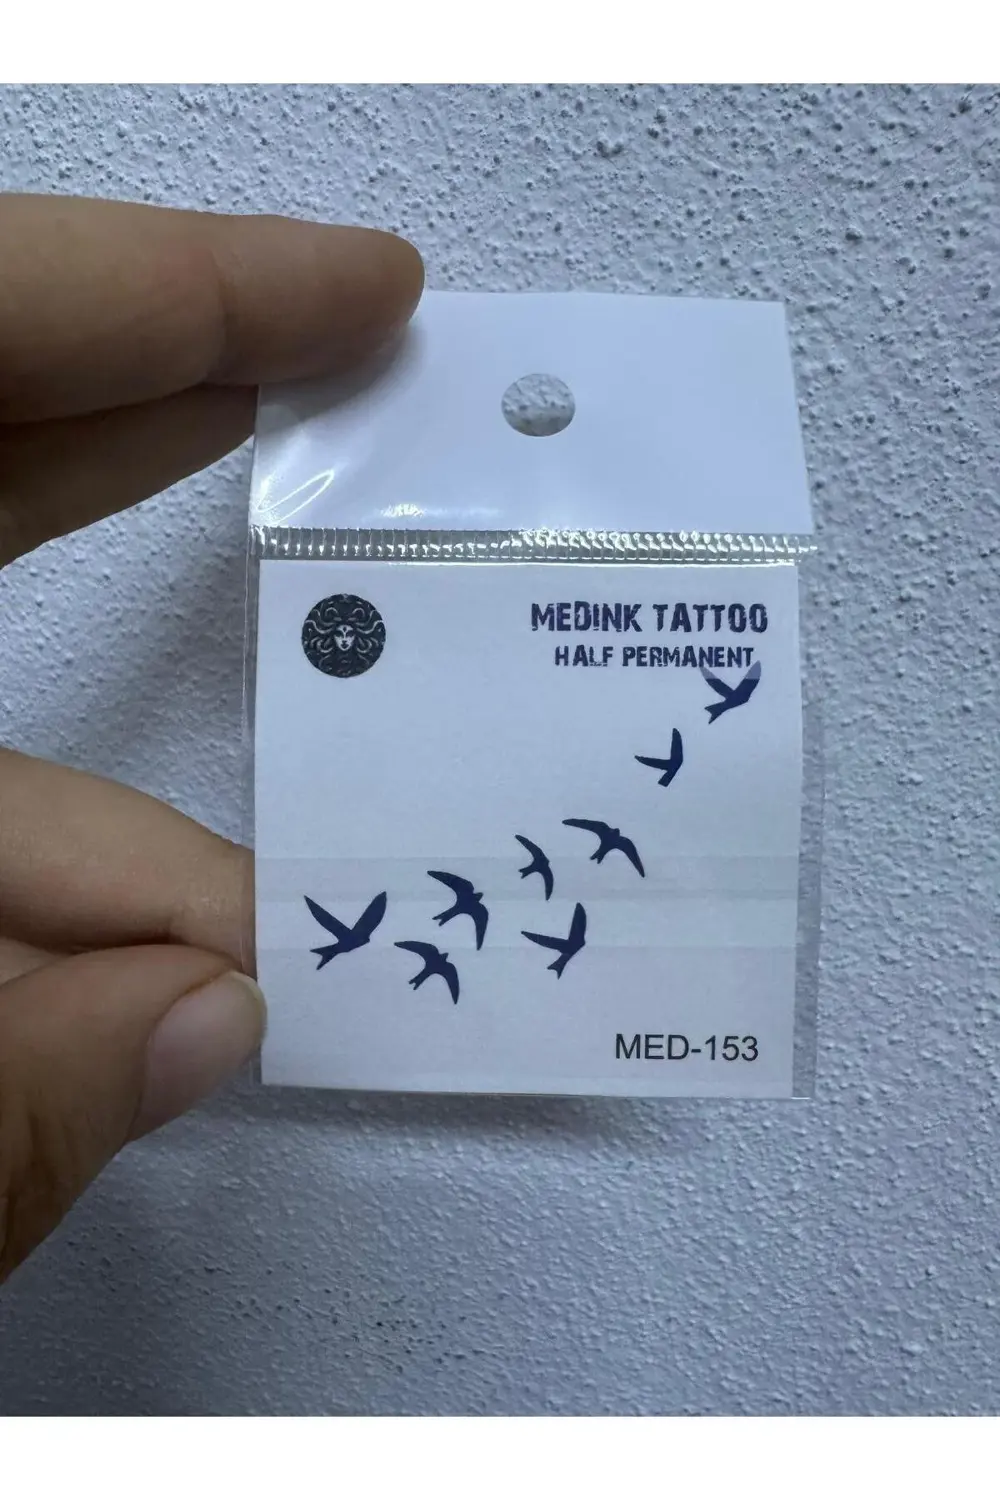 MEDINK TATTOO
HALF PERMANENT
MED-153